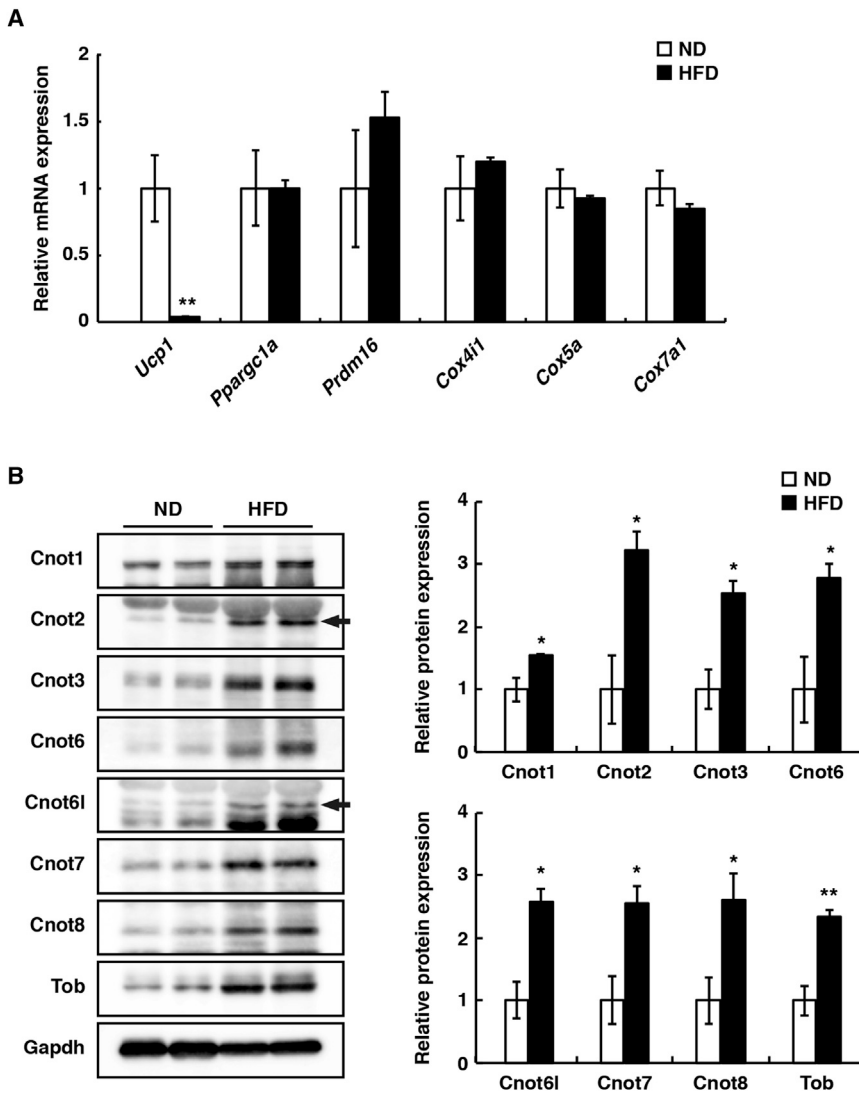 A
Relative mRNA expression
2
1.5
1
0.5
0
ND
HFD
**
Ucp1
Ppargc1a
Prdm16
Cox4i1
Cox5a
Cox7a1
B
ND HFD
Cnot1
Cnot2
Cnot3
Cnot6
Cnot6l
Cnot7
Cnot8
Tob
Gapdh
ND
HFD
Relative protein expression
4
3
2
1
0
* * * *
Cnot1 Cnot2 Cnot3 Cnot6
Relative protein expression
4
3
2
1
0
* * * **
Cnot6l Cnot7 Cnot8 Tob